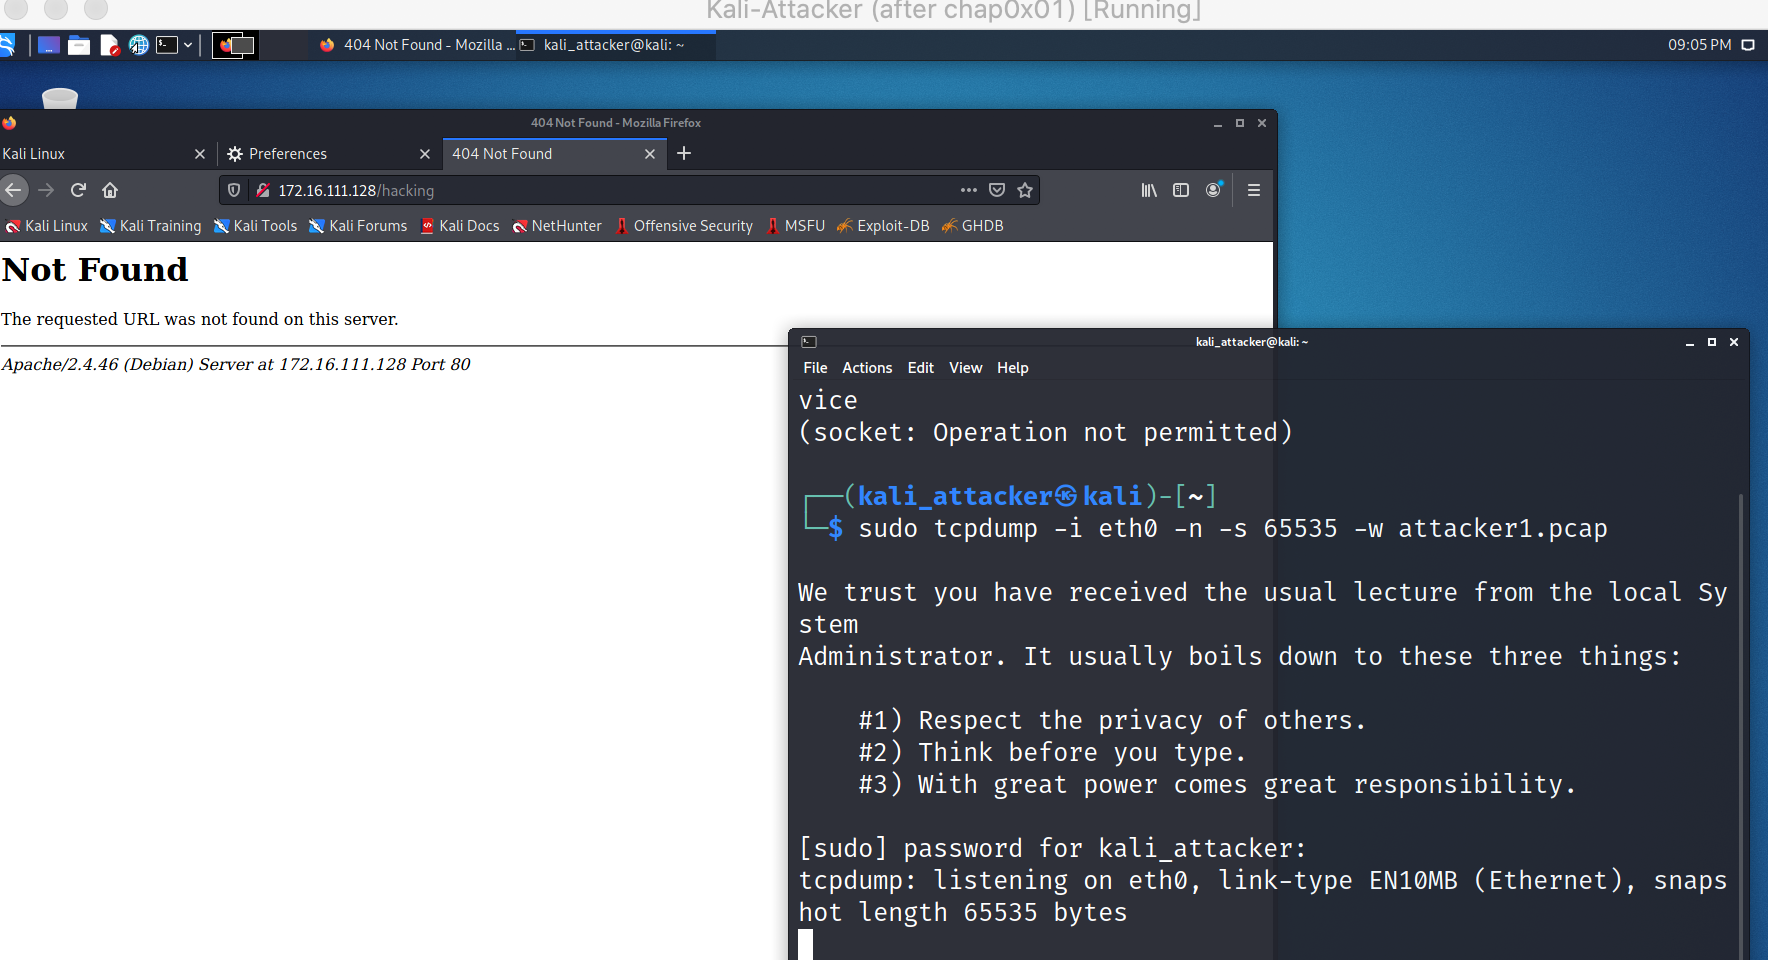 Kali-Attacker (after chap0x01) [Running]
404 Not Found - Mozilla ...
kali_attacker@kali: ~
09:05 PM
404 Not Found - Mozilla Firefox
Kali Linux
Preferences
404 Not Found
172.16.111.128/hacking
Kali Linux
Kali Training
Kali Tools
Kali Forums
Kali Docs
NetHunter
Offensive Security
MSFU
Exploit-DB
GHDB
Not Found
The requested URL was not found on this server.
Apache/2.4.46 (Debian) Server at 172.16.111.128 Port 80
kali_attacker@kali: ~
File Actions Edit View Help
vice
(socket: Operation not permitted)
┌──(kali_attacker㉿kali)-[~]
└─$ sudo tcpdump -i eth0 -n -s 65535 -w attacker1.pcap
We trust you have received the usual lecture from the local Sy
stem
Administrator. It usually boils down to these three things:
#1) Respect the privacy of others.
#2) Think before you type.
#3) With great power comes great responsibility.
[sudo] password for kali_attacker:
tcpdump: listening on eth0, link-type EN10MB (Ethernet), snaps
hot length 65535 bytes